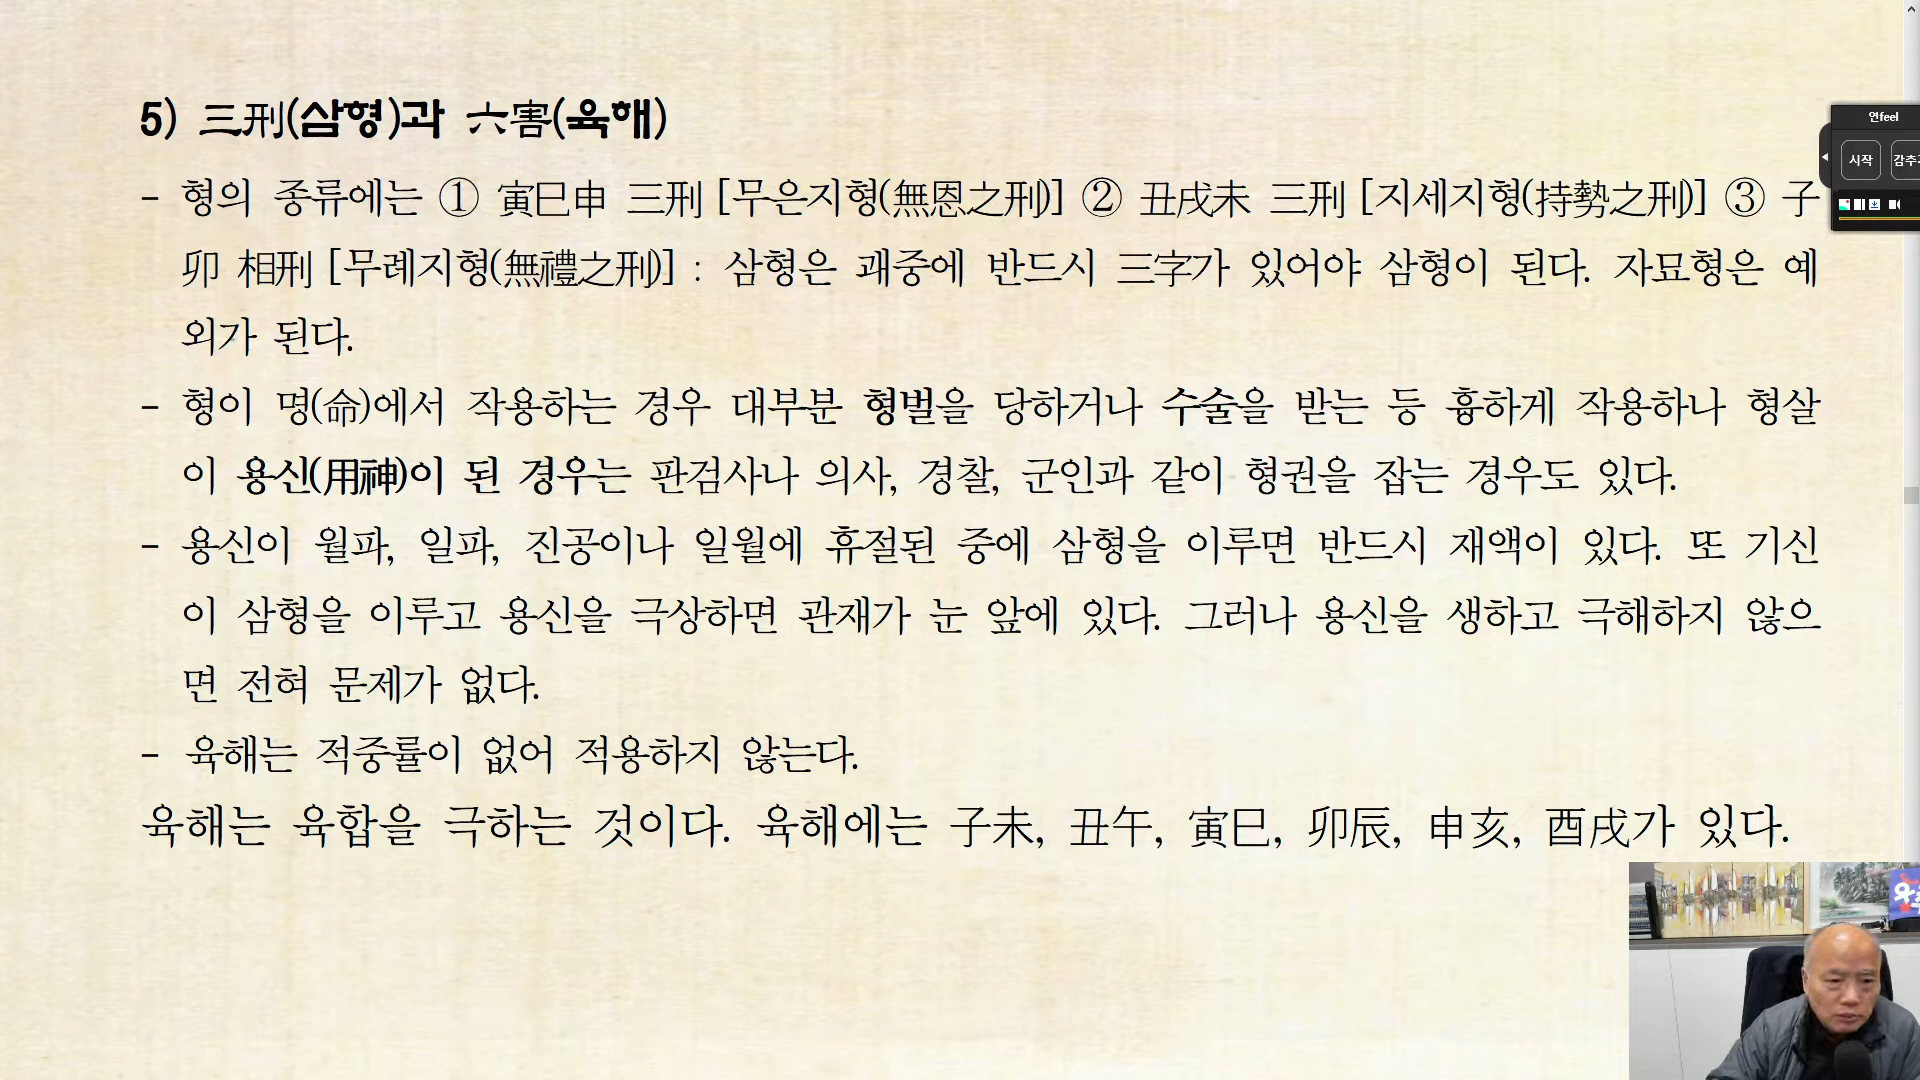 5) 三刑(삼형)과 六害(육해)
- 형의 종류에는 ① 寅巳申 三刑 [무은지형(無恩之刑)] ② 丑戌未 三刑 [지세지형(持勢之刑)] ③ 子
卯 相刑 [무례지형(無禮之刑)] : 삼형은 괘중에 반드시 三字가 있어야 삼형이 된다. 자묘형은 예
외가 된다.
- 형이 명(命)에서 작용하는 경우 대부분 형벌을 당하거나 수술을 받는 등 흉하게 작용하나 형살
이 용신(用神)이 된 경우는 판검사나 의사, 경찰, 군인과 같이 형권을 잡는 경우도 있다.
- 용신이 월파, 일파, 진공이나 일월에 휴절된 중에 삼형을 이루면 반드시 재액이 있다. 또 기신
이 삼형을 이루고 용신을 극상하면 관재가 눈 앞에 있다. 그러나 용신을 생하고 극해하지 않으
면 전혀 문제가 없다.
- 육해는 적중률이 없어 적용하지 않는다.
육해는 육합을 극하는 것이다. 육해에는 子未, 丑午, 寅巳, 卯辰, 申亥, 酉戌가 있다.
연feel
시작
감추기